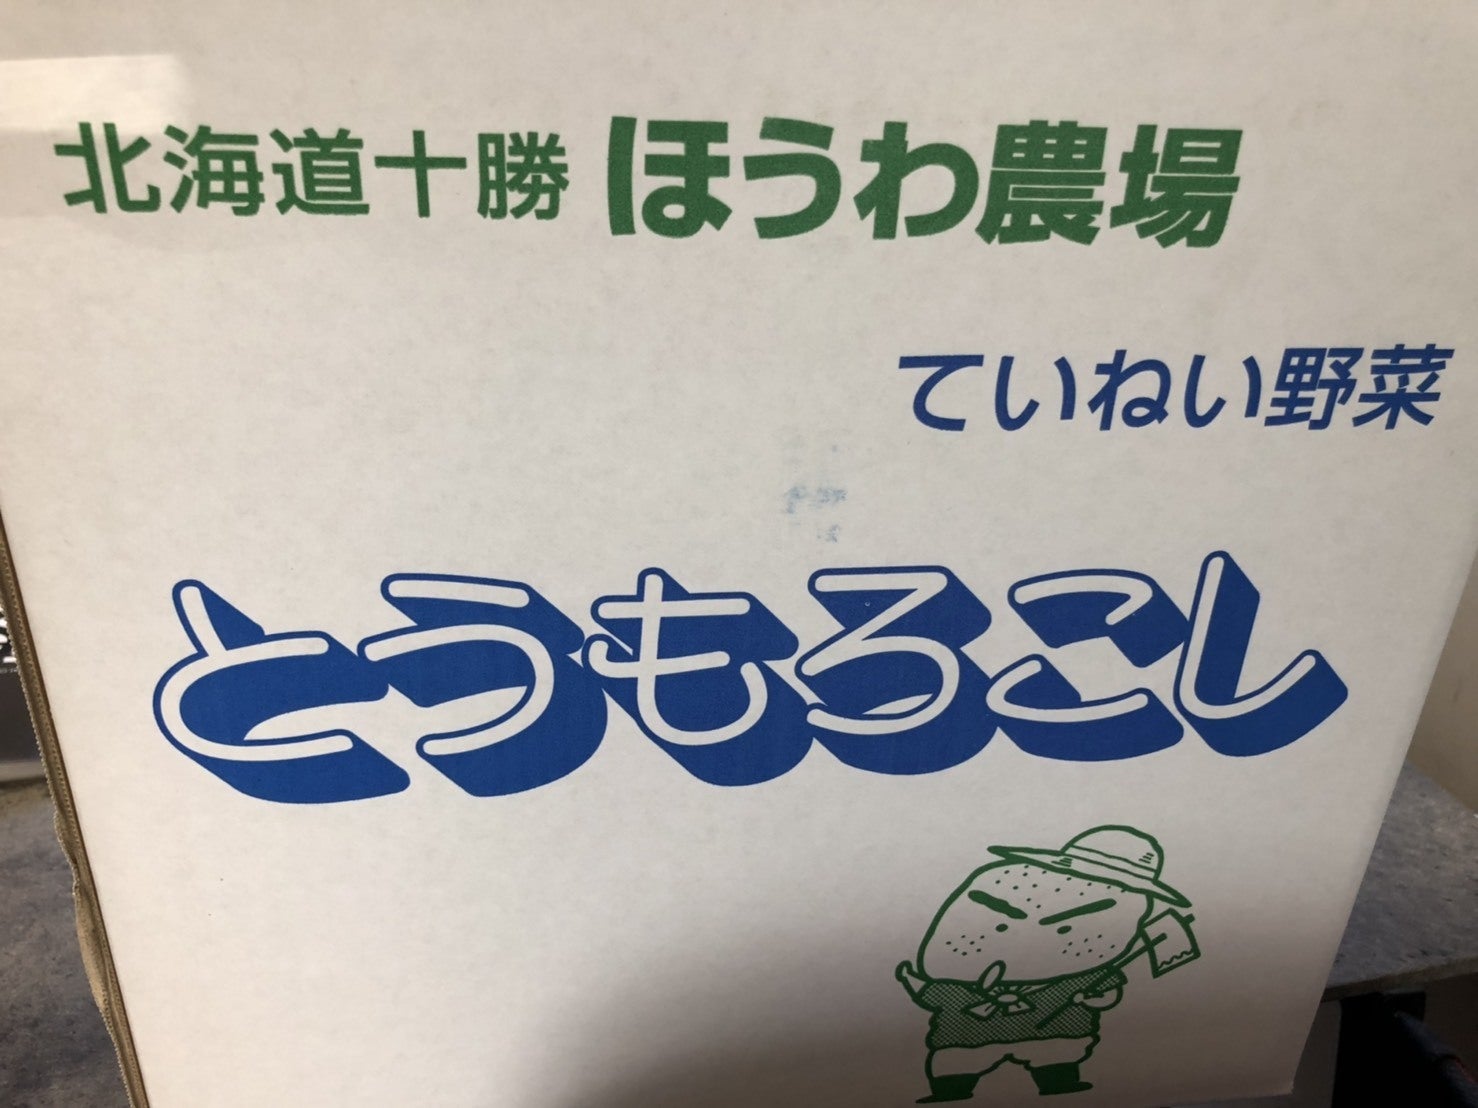 北海道十勝 ほうわ農場
ていねい野菜
とうもろこし